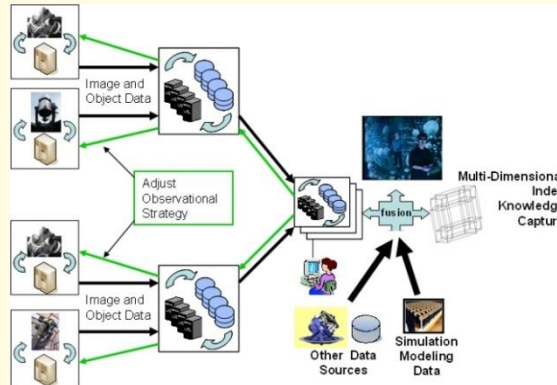 Image and
Object Data
Adjust
Observational
Strategy
Image and
Object Data
fusion
Multi-Dimensiona
Inde
Knowledg
Captur
Other Data
Sources
Simulation
Modeling
Data